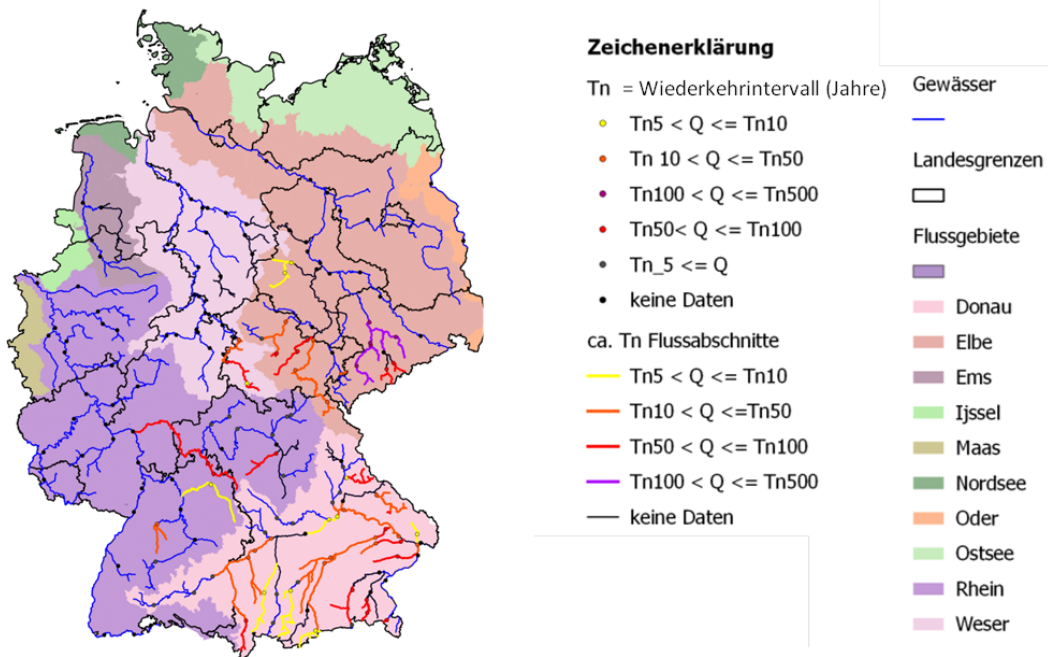 Zeichenerklärung
Tn = Wiederkehrintervall (Jahre)
Tn5 < Q <= Tn10
Tn 10 < Q <= Tn50
Tn100 < Q <= Tn500
Tn50< Q <= Tn100
Tn_5 <= Q
keine Daten
ca. Tn Flussabschnitte
Tn5 < Q <= Tn10
Tn10 < Q <=Tn50
Tn50 < Q <= Tn100
Tn100 < Q <= Tn500
keine Daten
Gewässer
Landesgrenzen
Flussgebiete
Donau
Elbe
Ems
Ijssel
Maas
Nordsee
Oder
Ostsee
Rhein
Weser